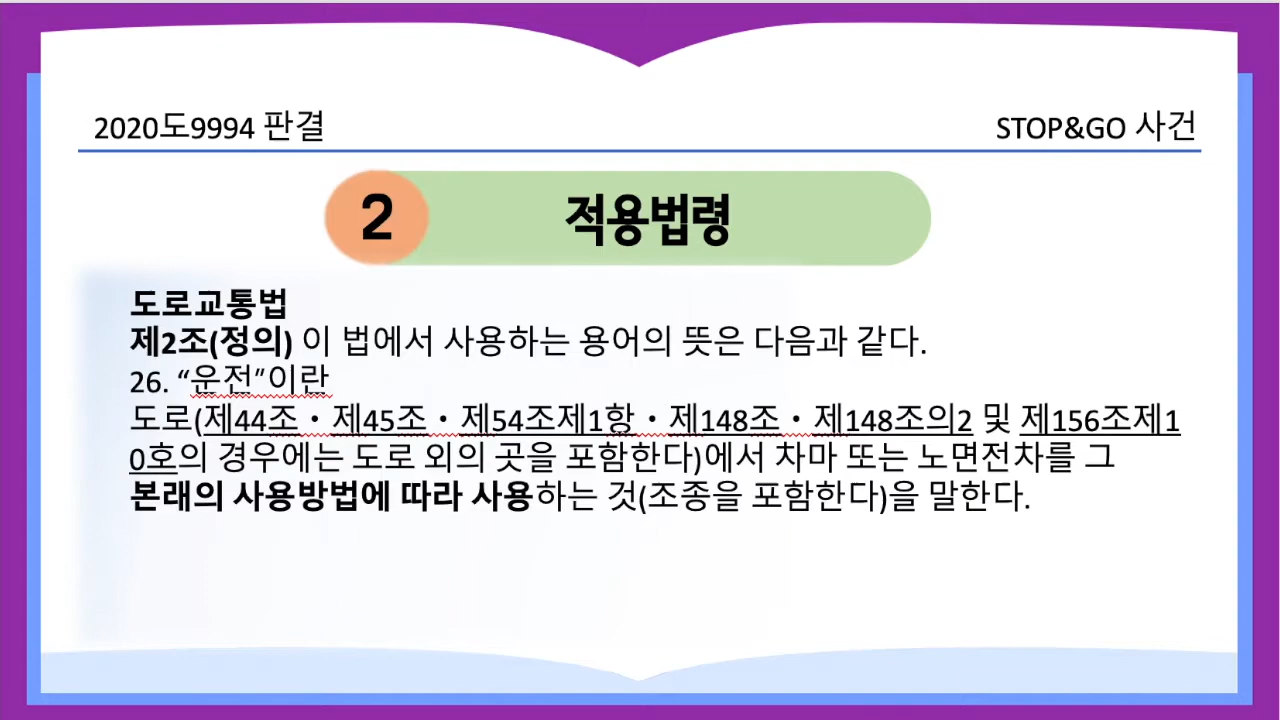 2020도9994 판결
STOP&GO 사건
2
적용법령
도로교통법
제2조(정의) 이 법에서 사용하는 용어의 뜻은 다음과 같다.
26. “운전”이란
도로(제44조・제45조・제54조제1항・제148조・제148조의2 및 제156조제1
0호의 경우에는 도로 외의 곳을 포함한다)에서 차마 또는 노면전차를 그
본래의 사용방법에 따라 사용하는 것(조종을 포함한다)을 말한다.